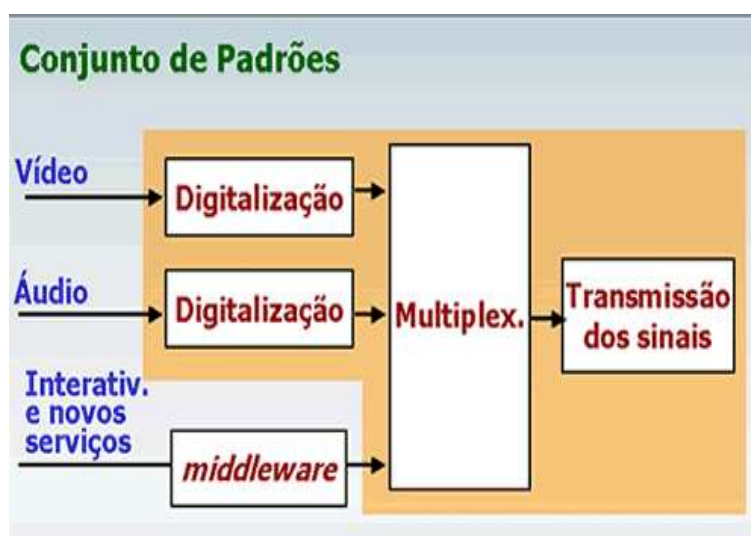 Conjunto de Padrões
Vídeo
Digitalização
Áudio
Digitalização
Multiplex.
Transmissão
dos sinais
Interativ.
e novos
serviços
middleware